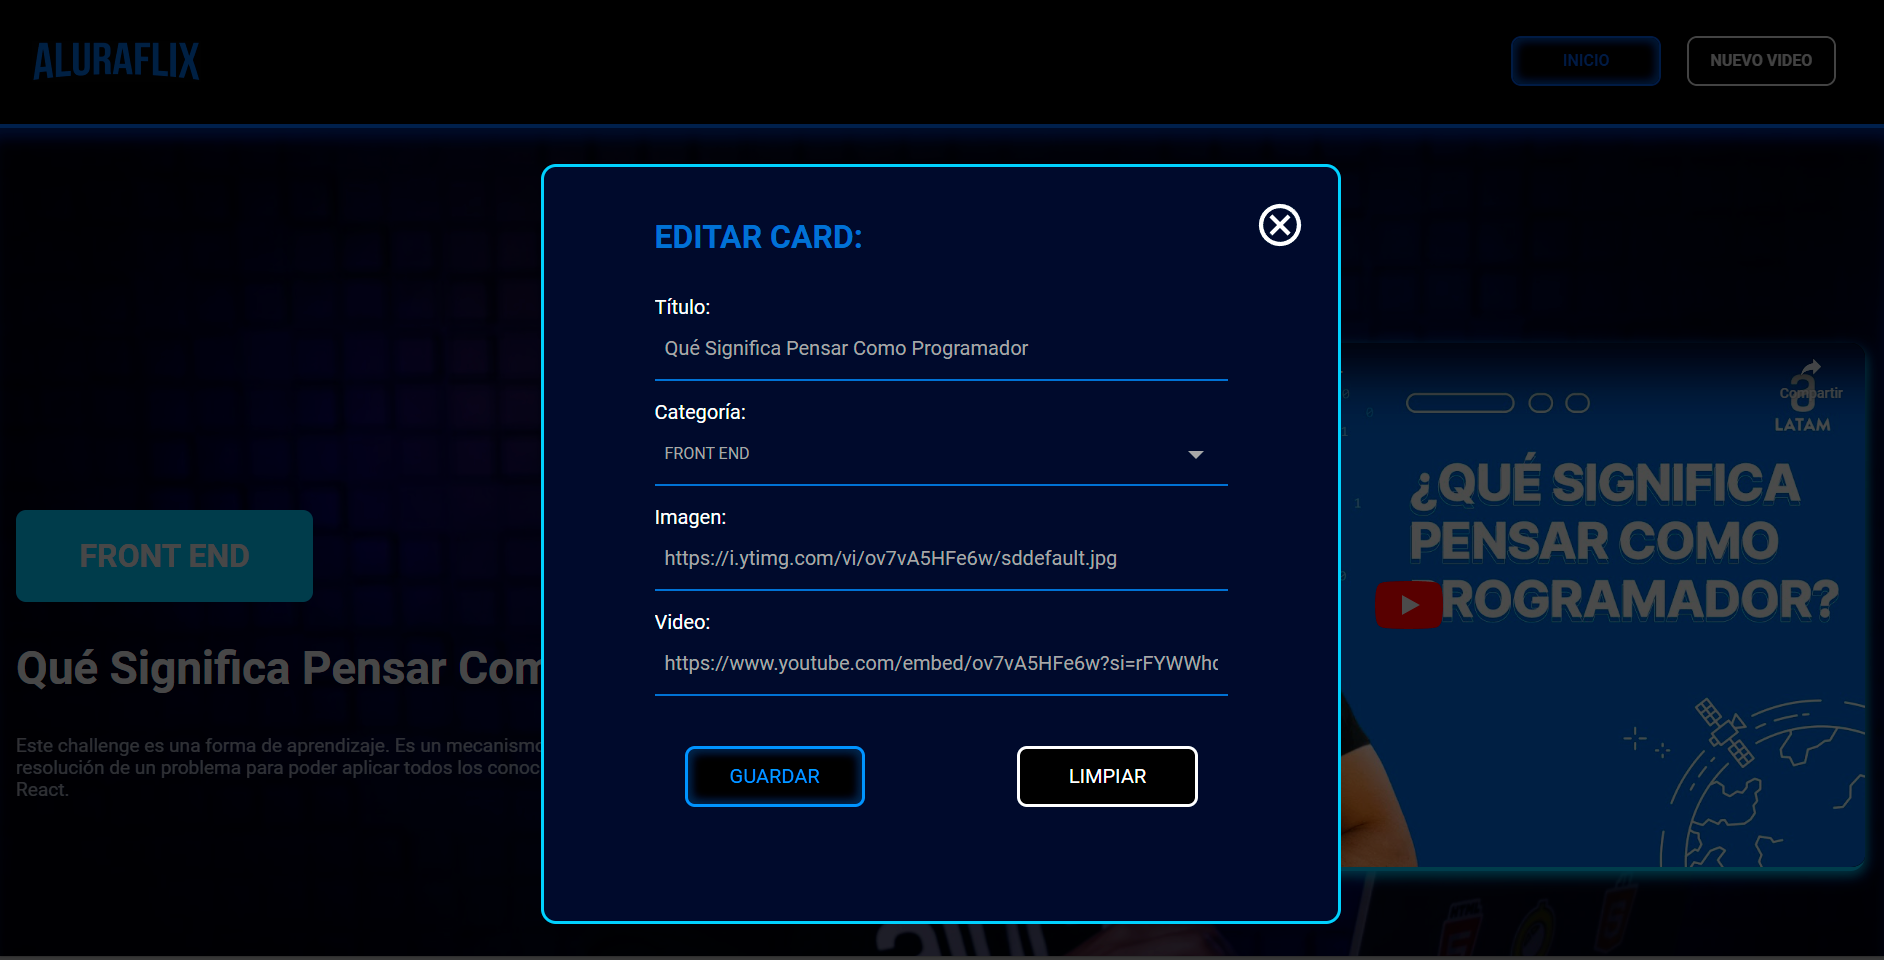 ALURAFLIX
INICIO
NUEVO VIDEO
EDITAR CARD:
Título:
Qué Significa Pensar Como Programador
Categoría:
FRONT END
Imagen:
https://i.ytimg.com/vi/ov7vA5HFe6w/sddefault.jpg
Video:
https://www.youtube.com/embed/ov7vA5HFe6w?si=rFYWWhc
GUARDAR
LIMPIAR
FRONT END
Qué Significa Pensar Com
Este challenge es una forma de aprendizaje. Es un mecanismo
resolución de un problema para poder aplicar todos los conoc
React.
Compartir
LATAM
¿QUÉ SIGNIFICA
PENSAR COMO
PROGRAMADOR?